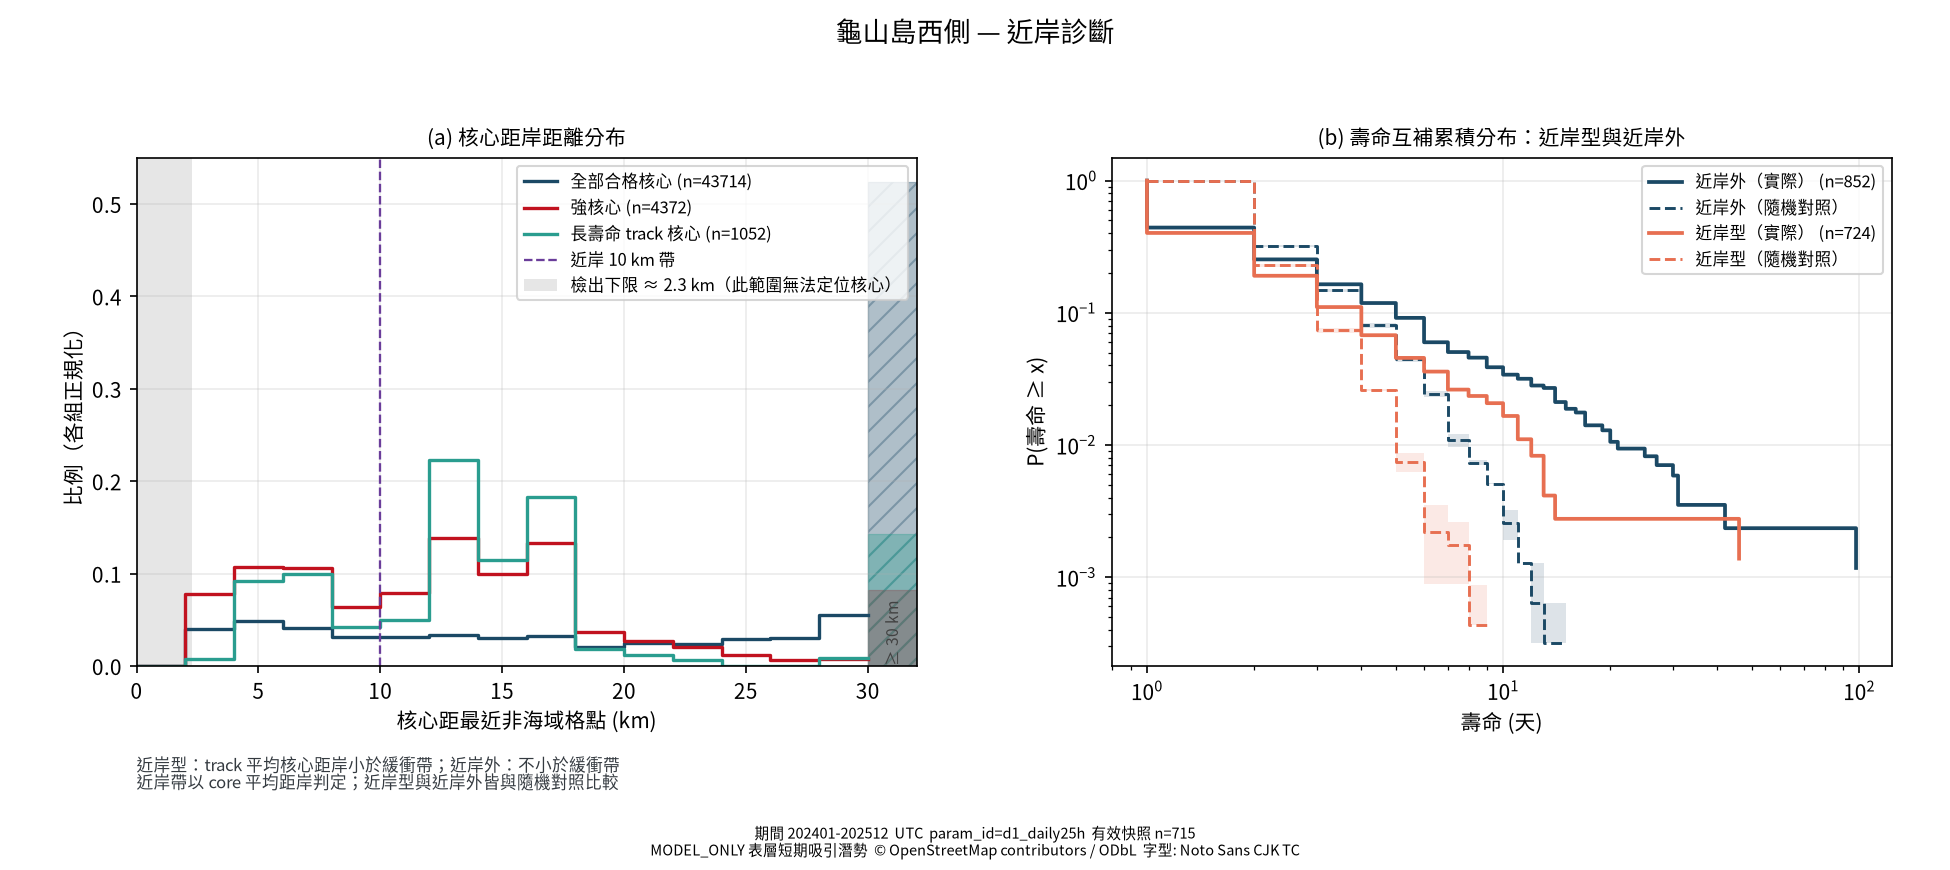 龜山島西側 — 近岸診斷
(a) 核心距岸距離分布
全部合格核心 (n=43714)
強核心 (n=4372)
長壽命 track 核心 (n=1052)
近岸 10 km 帶
檢出下限 ≈ 2.3 km（此範圍無法定位核心）
比例（各組正規化）
0.5
0.4
0.3
0.2
0.1
0.0
≥ 30 km
0 5 10 15 20 25 30
核心距最近非海域格點 (km)
近岸型：track 平均核心距岸小於緩衝帶；近岸外：不小於緩衝帶
近岸帶以 core 平均距岸判定；近岸型與近岸外皆與隨機對照比較
(b) 壽命互補累積分布：近岸型與近岸外
近岸外（實際） (n=852)
近岸外（隨機對照）
近岸型（實際） (n=724)
近岸型（隨機對照）
P(壽命 ≥ x)
10⁰
10⁻¹
10⁻²
10⁻³
10⁰ 10¹ 10²
壽命 (天)
期間 202401-202512 UTC param_id=d1_daily25h 有效快照 n=715
MODEL_ONLY 表層短期吸引潛勢 © OpenStreetMap contributors / ODbL 字型: Noto Sans CJK TC